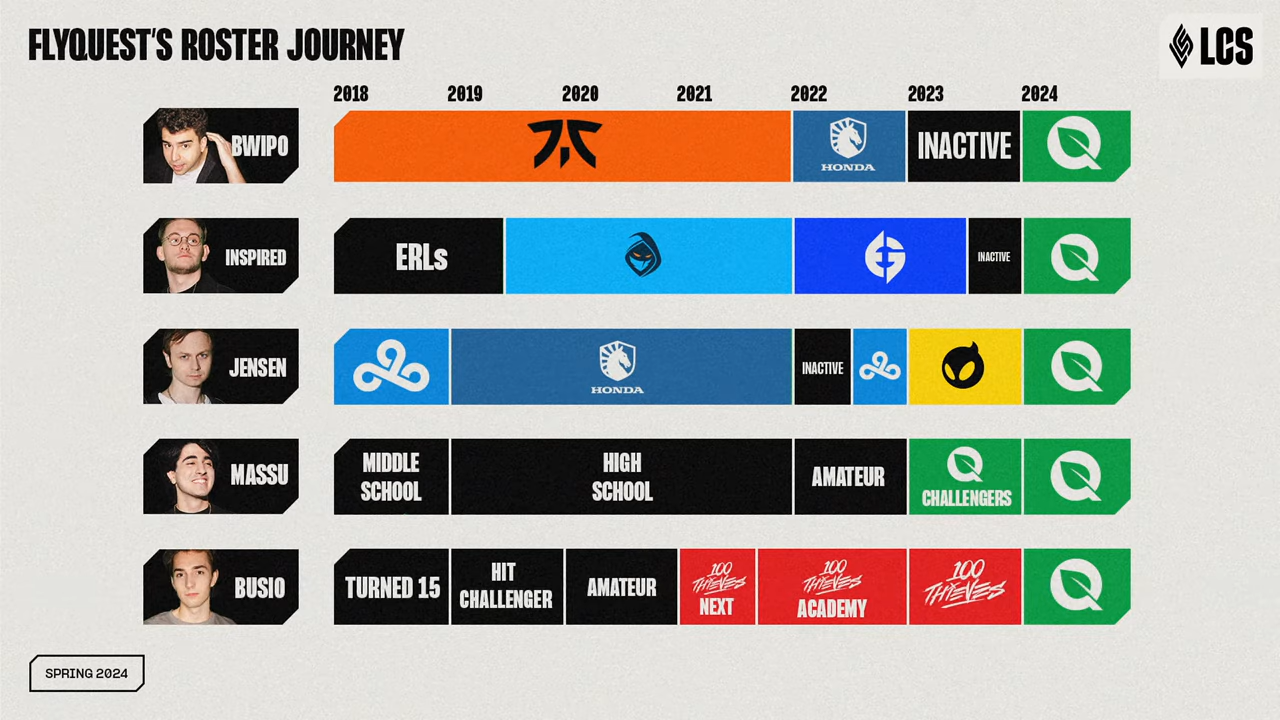 FLYQUEST'S ROSTER JOURNEY
LCS
2018 2019 2020 2021 2022 2023 2024
BWIPO
HONDA
INACTIVE
INSPIRED
ERLs
INACTIVE
JENSEN
HONDA
INACTIVE
MASSU
MIDDLE
SCHOOL
HIGH
SCHOOL
AMATEUR
CHALLENGERS
BUSIO
TURNED 15
HIT
CHALLENGER
AMATEUR
100
THIEVES
NEXT
100
THIEVES
ACADEMY
100
THIEVES
SPRING 2024